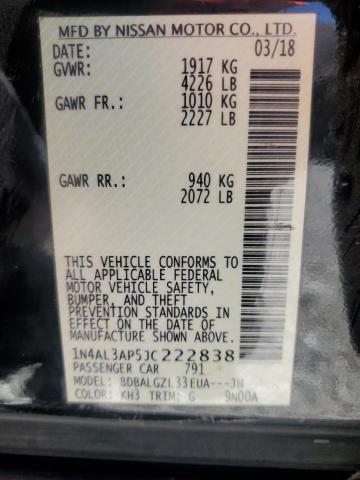 MFD BY NISSAN MOTOR CO., LTD.
DATE: 03/18
GVWR: 1917 KG
4226 LB
GAWR FR.: 1010 KG
2227 LB
GAWR RR.: 940 KG
2072 LB
THIS VEHICLE CONFORMS TO
ALL APPLICABLE FEDERAL
MOTOR VEHICLE SAFETY,
BUMPER, AND THEFT
PREVENTION STANDARDS IN
EFFECT ON THE DATE OF
MANUFACTURE SHOWN ABOVE.
1N4AL3AP5JC222838
PASSENGER CAR 791
MODEL: BDBALGZL33EUA---JH
COLOR: KH3 TRIM: G 9N00A